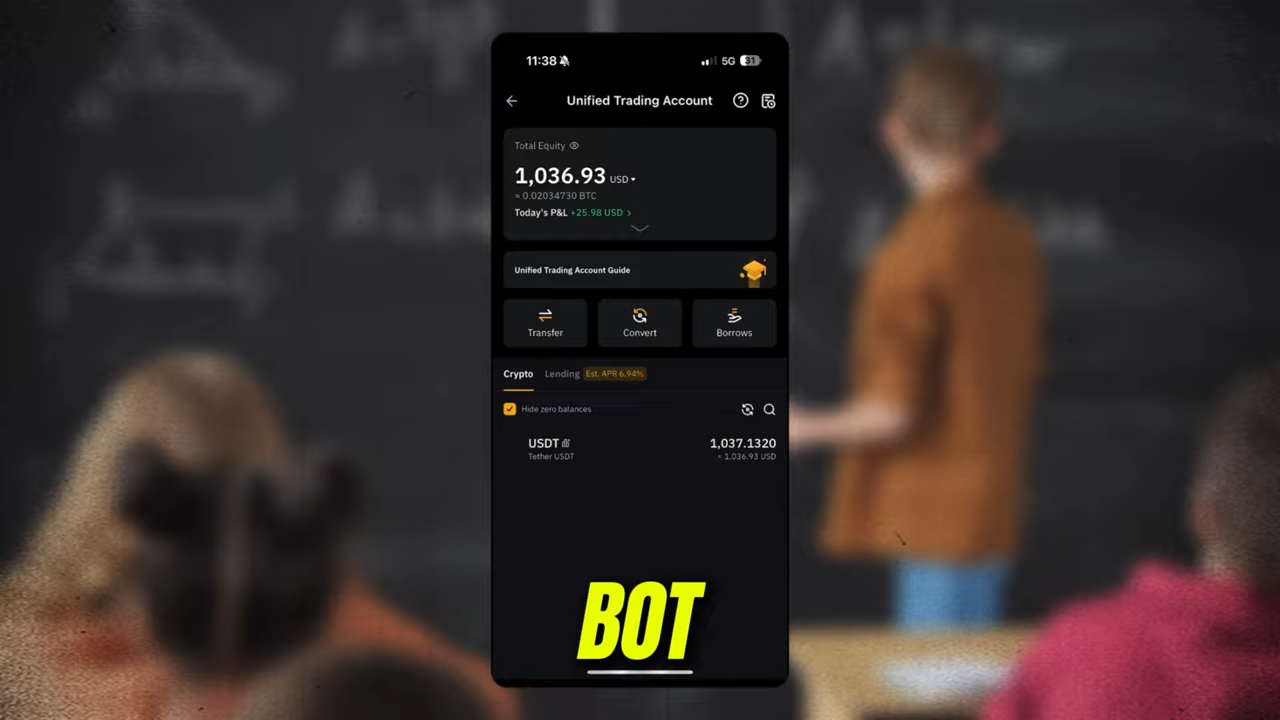 11:38
5G 31
Unified Trading Account
Total Equity
1,036.93 USD
≈ 0.02034730 BTC
Today's P&L +25.98 USD >
Unified Trading Account Guide
Transfer Convert Borrows
Crypto Lending Est. APR 6.94%
Hide zero balances
USDT 1,037.1320
Tether USDT ≈ 1,036.93 USD
BOT